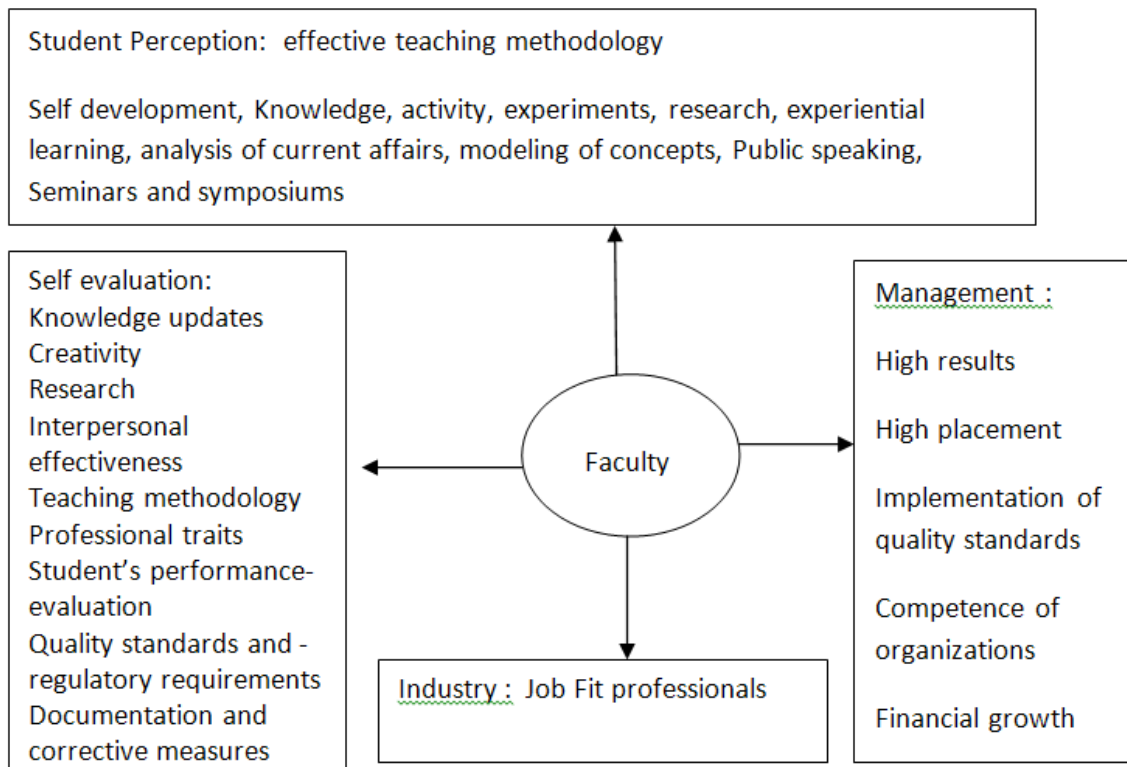 Student Perception: effective teaching methodology
Self development, Knowledge, activity, experiments, research, experiential
learning, analysis of current affairs, modeling of concepts, Public speaking,
Seminars and symposiums
Self evaluation:
Knowledge updates
Creativity
Research
Interpersonal
effectiveness
Teaching methodology
Professional traits
Student’s performance-
evaluation
Quality standards and -
regulatory requirements
Documentation and
corrective measures
Faculty
Management :
High results
High placement
Implementation of
quality standards
Competence of
organizations
Financial growth
Industry : Job Fit professionals